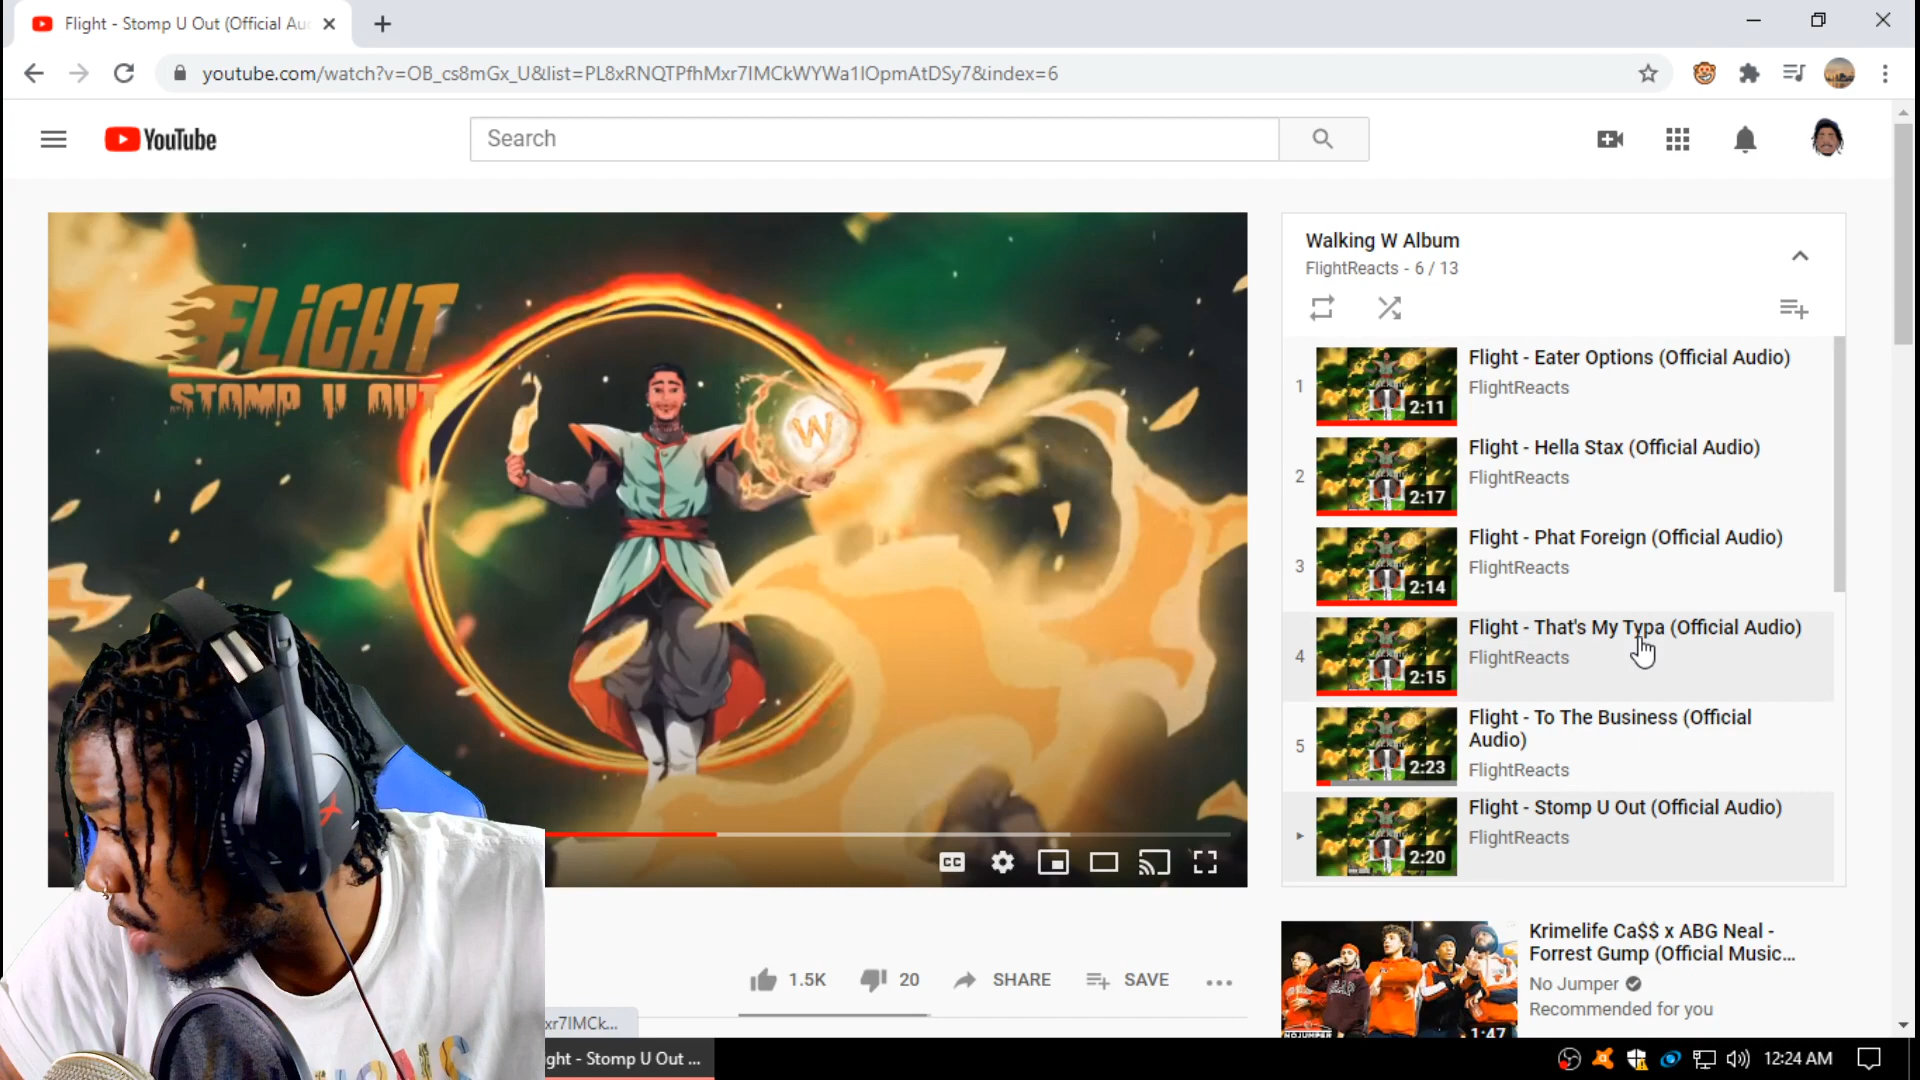 Flight - Stomp U Out (Official Au
youtube.com/watch?v=OB_cs8mGx_U&list=PL8xRNQTPfhMxr7IMCkWYWa1IOpmAtDSy7&index=6
YouTube
Search
FLIGHT
STOMP U OUT
W
Walking W Album
FlightReacts - 6 / 13
1
Flight - Eater Options (Official Audio)
FlightReacts
2:11
2
Flight - Hella Stax (Official Audio)
FlightReacts
2:17
3
Flight - Phat Foreign (Official Audio)
FlightReacts
2:14
4
Flight - That's My Typa (Official Audio)
FlightReacts
2:15
5
Flight - To The Business (Official
Audio)
FlightReacts
2:23
Flight - Stomp U Out (Official Audio)
FlightReacts
2:20
CC
1.5K
20
SHARE
SAVE
Krimelife Ca$$ x ABG Neal -
Forrest Gump (Official Music...
No Jumper
Recommended for you
1:47
xr7IMCk...
ght - Stomp U Out ...
12:24 AM